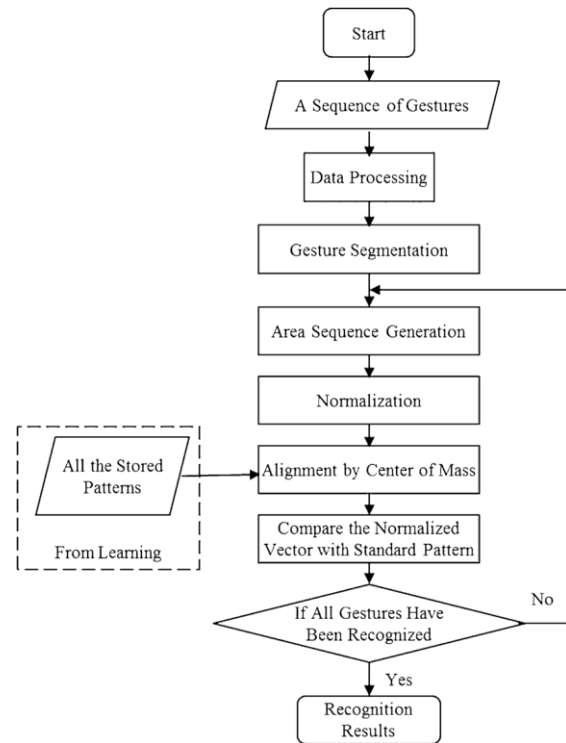 Start
A Sequence of Gestures
Data Processing
Gesture Segmentation
Area Sequence Generation
Normalization
All the Stored
Patterns
From Learning
Alignment by Center of Mass
Compare the Normalized
Vector with Standard Pattern
If All Gestures Have
Been Recognized
No
Yes
Recognition
Results